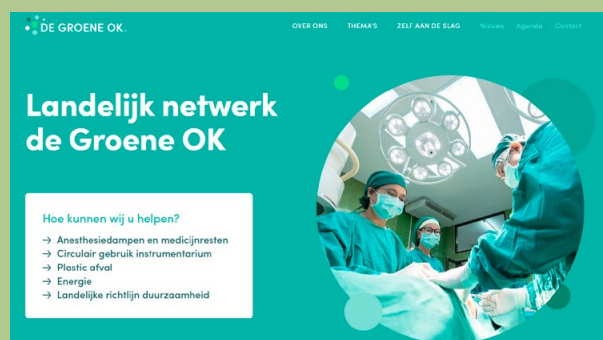 DE GROENE OK.
OVER ONS THEMA'S ZELF AAN DE SLAG Nieuws Agenda Contact
Landelijk netwerk
de Groene OK
Hoe kunnen wij u helpen?
→ Anesthesiedampen en medicijnresten
→ Circulair gebruik instrumentarium
→ Plastic afval
→ Energie
→ Landelijke richtlijn duurzaamheid